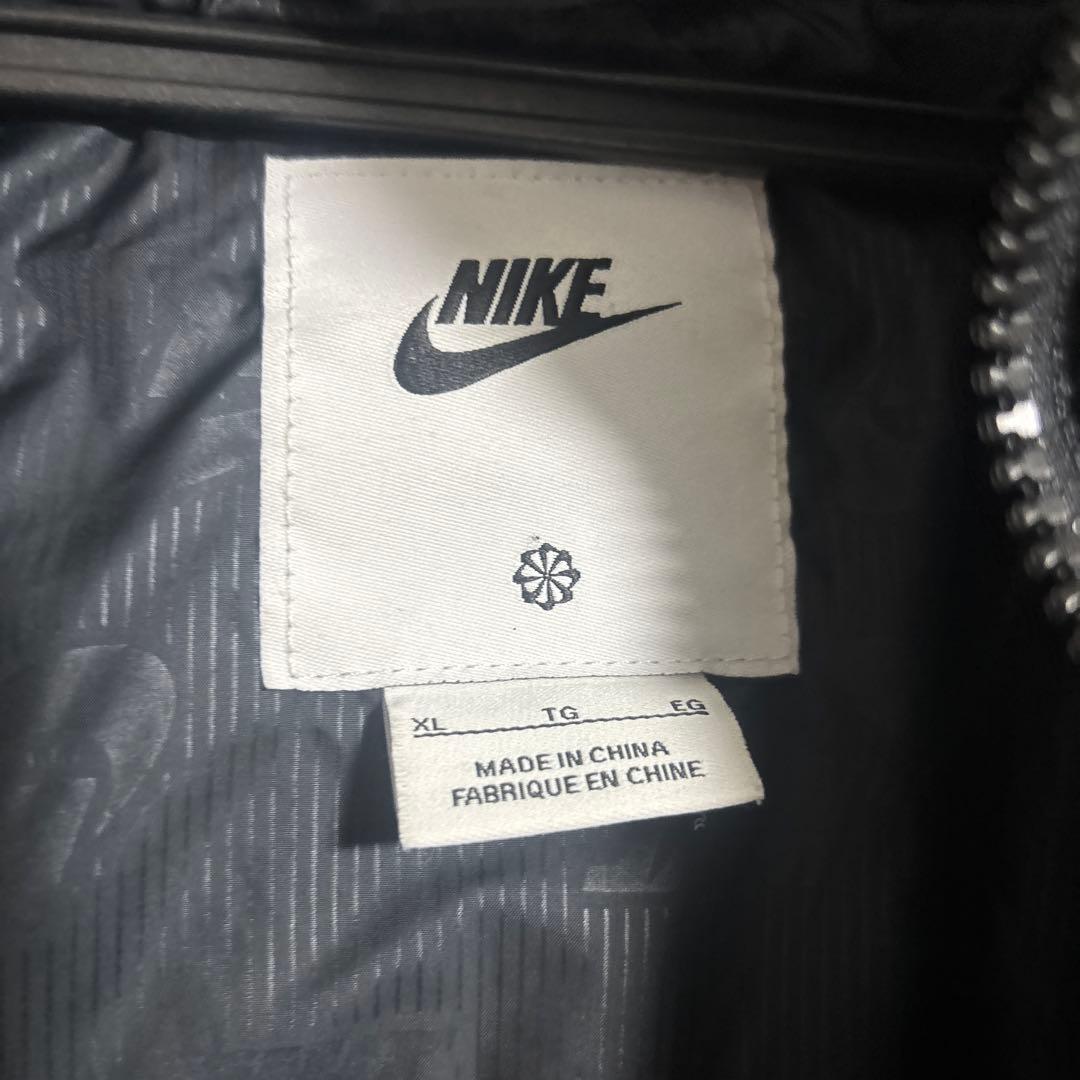 NIKE
XL TG EG
MADE IN CHINA
FABRIQUE EN CHINE